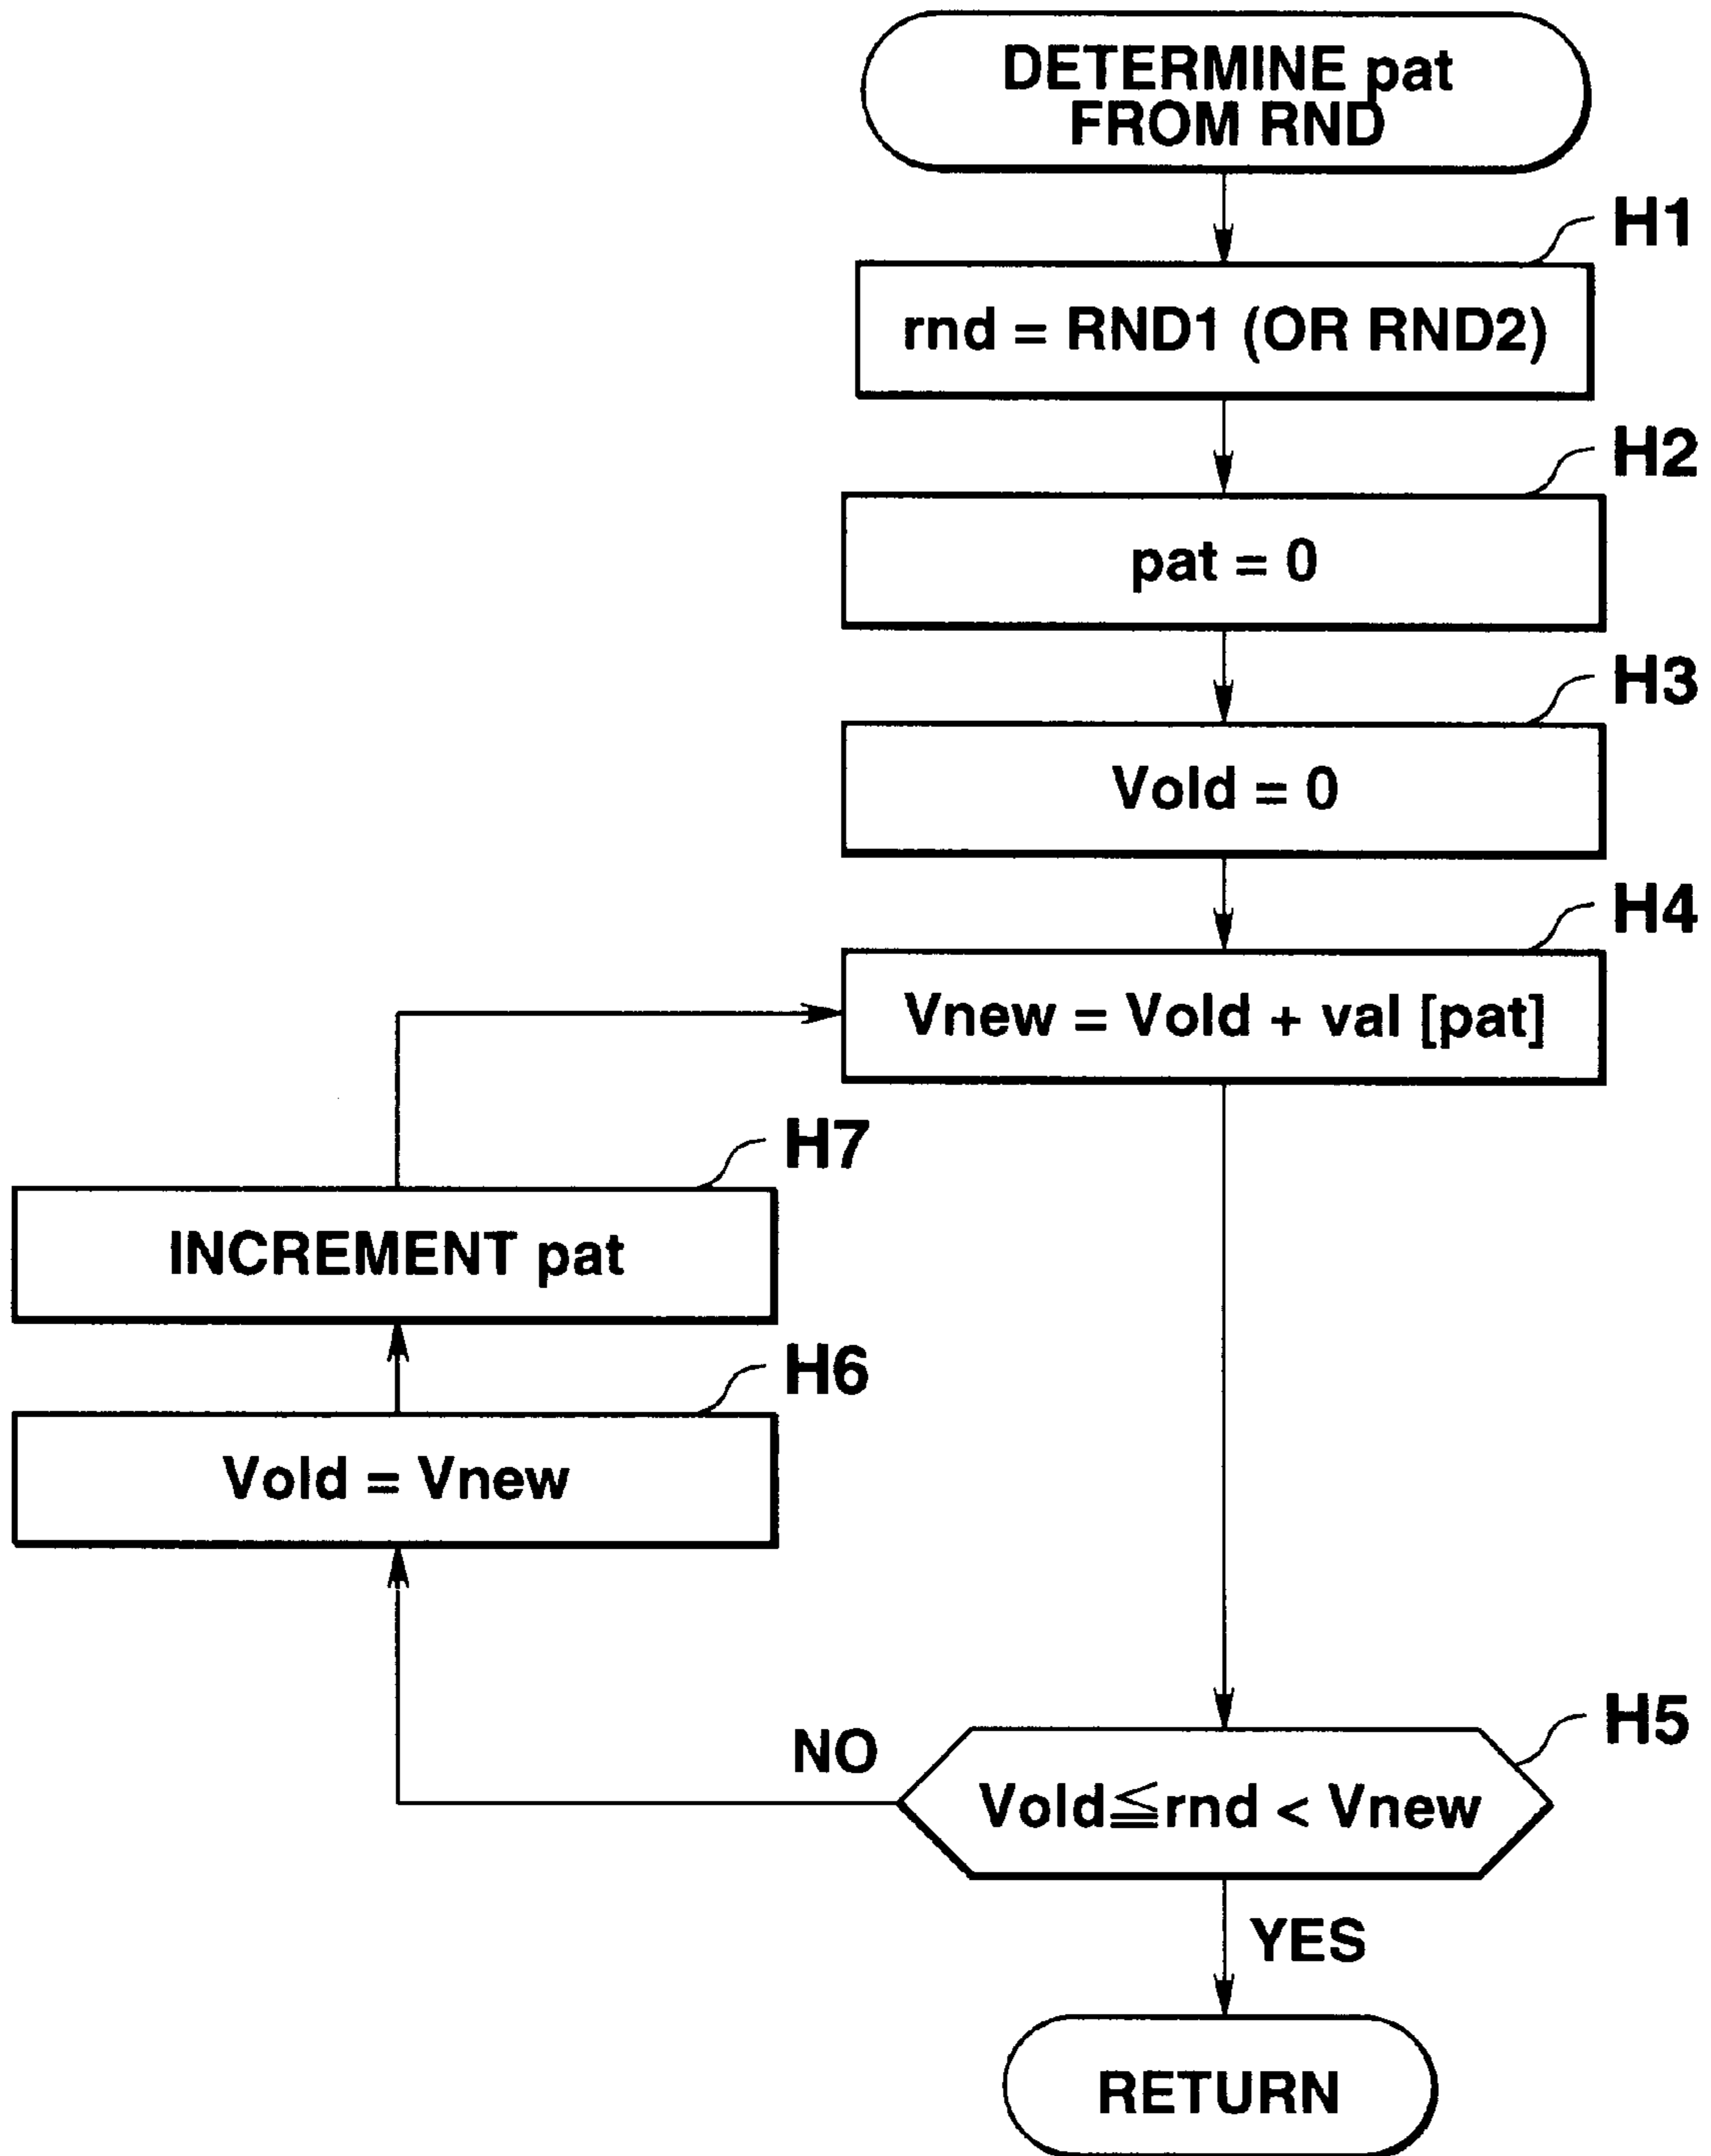 DETERMINE pat
FROM RND
H1
rnd = RND1 (OR RND2)
H2
pat = 0
H3
Vold = 0
H4
Vnew = Vold + val [pat]
H7
INCREMENT pat
H6
Vold = Vnew
H5
NO
Vold≦rnd < Vnew
YES
RETURN